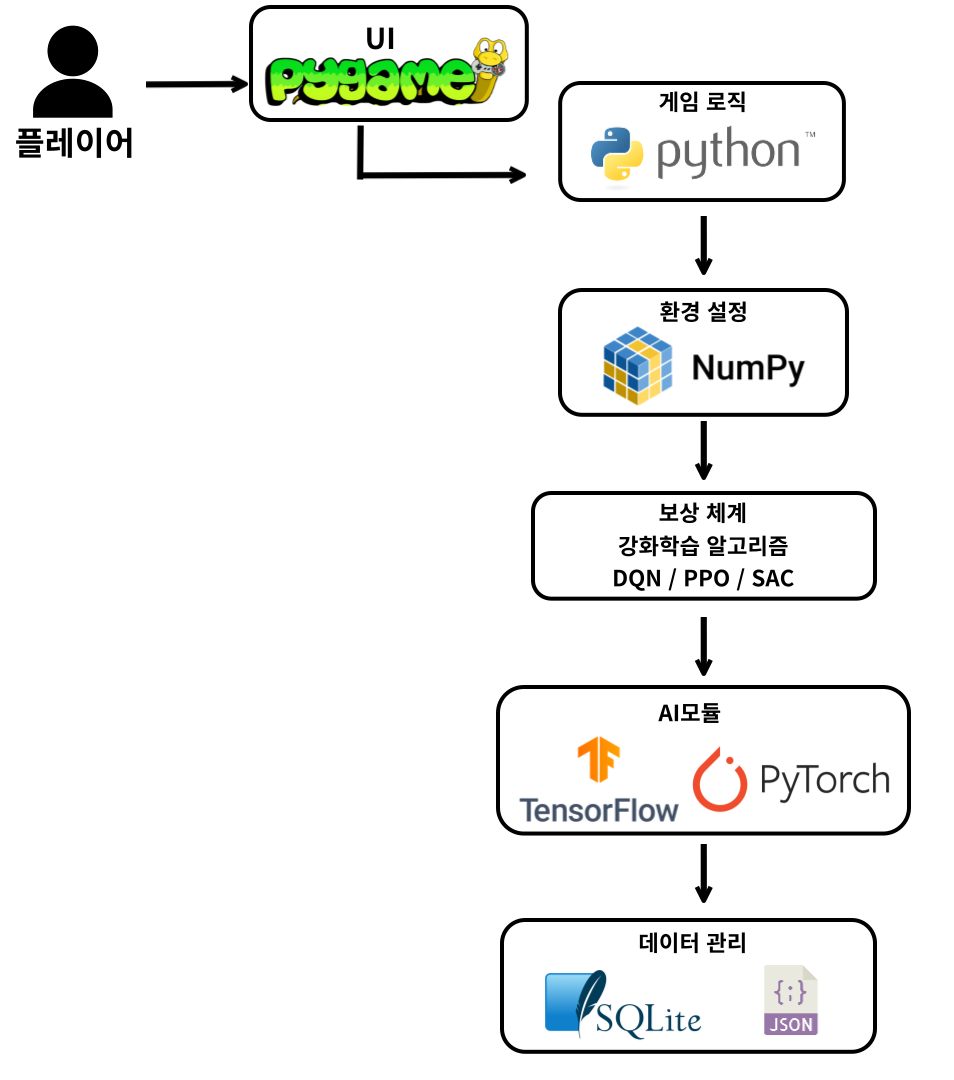 플레이어
UI
pygame
게임 로직
python™
환경 설정
NumPy
보상 체계
강화학습 알고리즘
DQN / PPO / SAC
AI모듈
TensorFlow
PyTorch
데이터 관리
SQLite
{;}
JSON